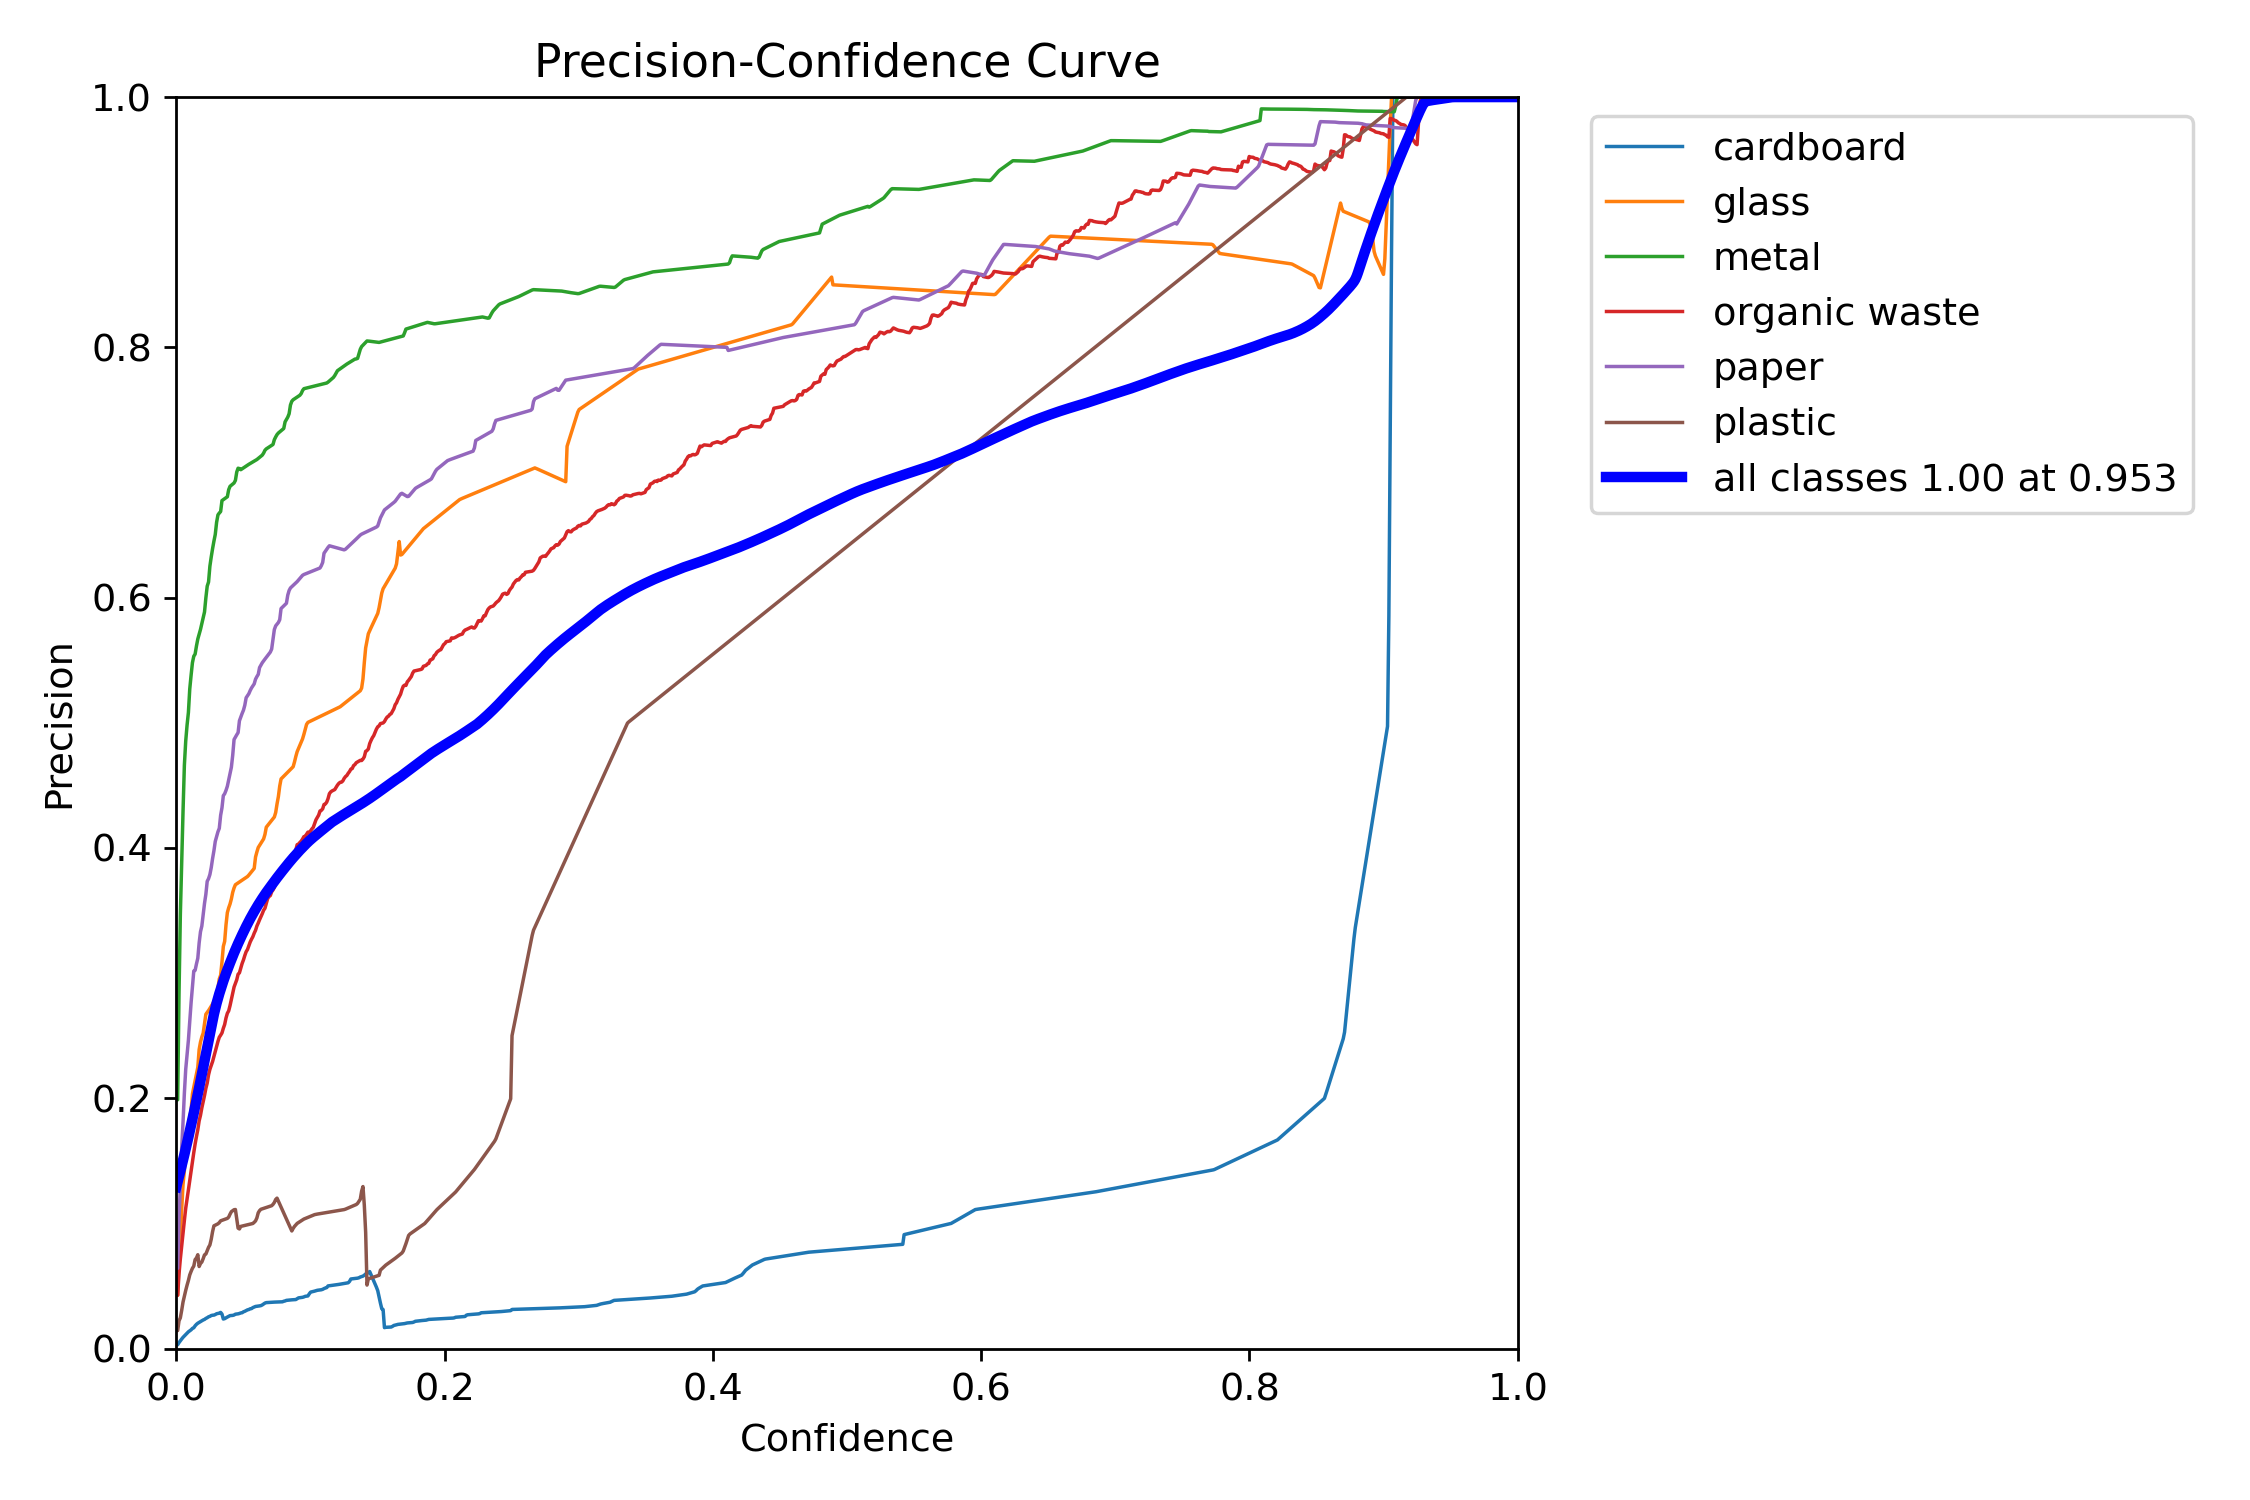 Precision-Confidence Curve
1.0
0.8
0.6
0.4
0.2
0.0
Precision
0.0 0.2 0.4 0.6 0.8 1.0
Confidence
cardboard
glass
metal
organic waste
paper
plastic
all classes 1.00 at 0.953